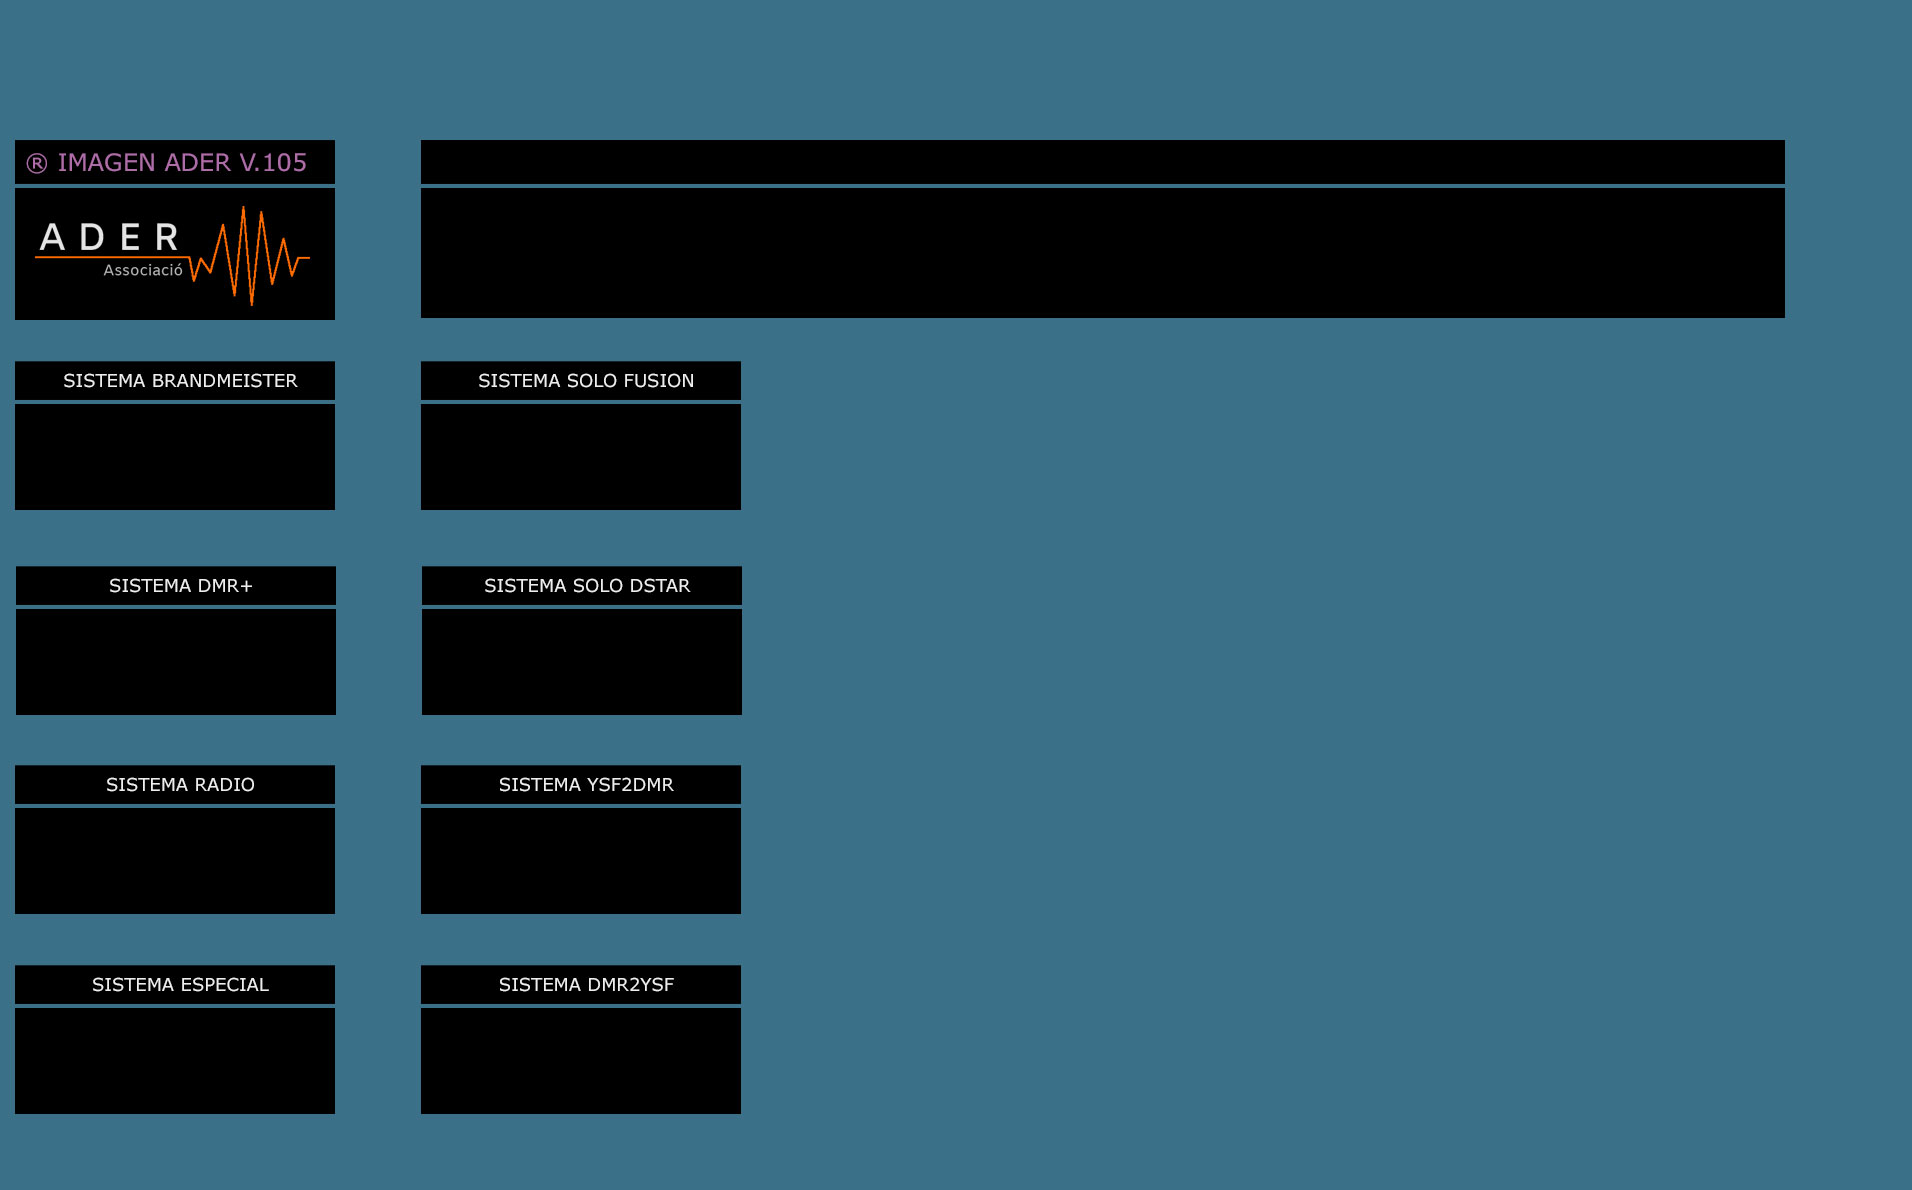 ® IMAGEN ADER V.105
ADER
Associació
SISTEMA BRANDMEISTER
SISTEMA SOLO FUSION
SISTEMA DMR+
SISTEMA SOLO DSTAR
SISTEMA RADIO
SISTEMA YSF2DMR
SISTEMA ESPECIAL
SISTEMA DMR2YSF